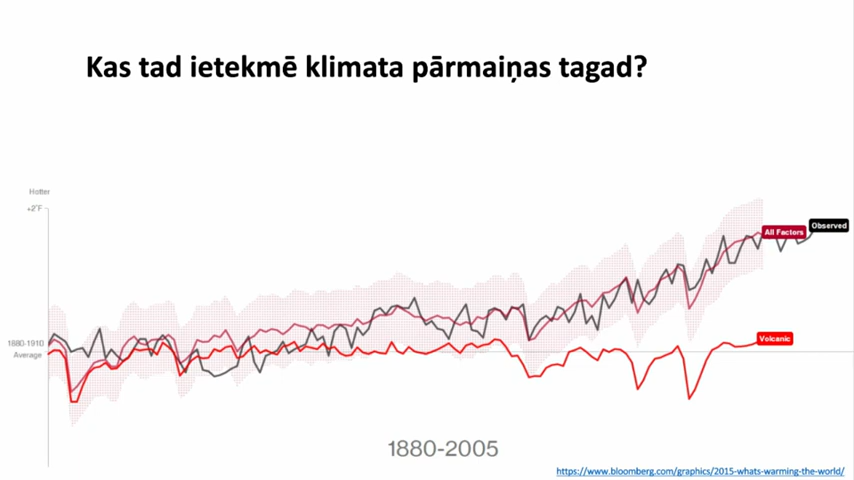 Kas tad ietekmē klimata pārmaiņas tagad?
Hotter
+2°F
All Factors
Observed
1880-1910
Average
Volcanic
1880-2005
https://www.bloomberg.com/graphics/2015-whats-warming-the-world/